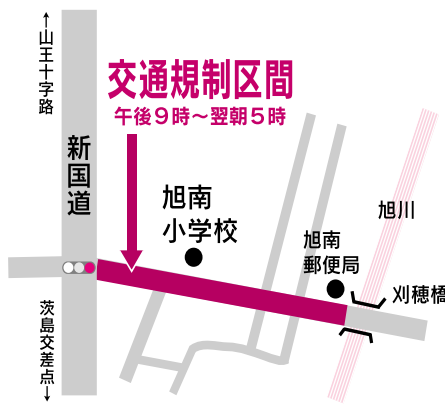 ↑山王十字路
交通規制区間
午後9時～翌朝5時
新国道
旭南
小学校
旭川
旭南
郵便局
刈穂橋
茨島交差点↓